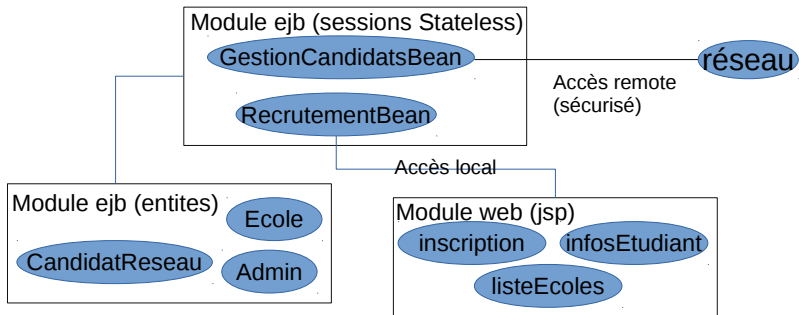 Module ejb (sessions Stateless)
GestionCandidatsBean
réseau
Accès remote
(sécurisé)
RecrutementBean
Accès local
Module ejb (entites)
Ecole
CandidatReseau
Admin
Module web (jsp)
inscription
infosEtudiant
listeEcoles